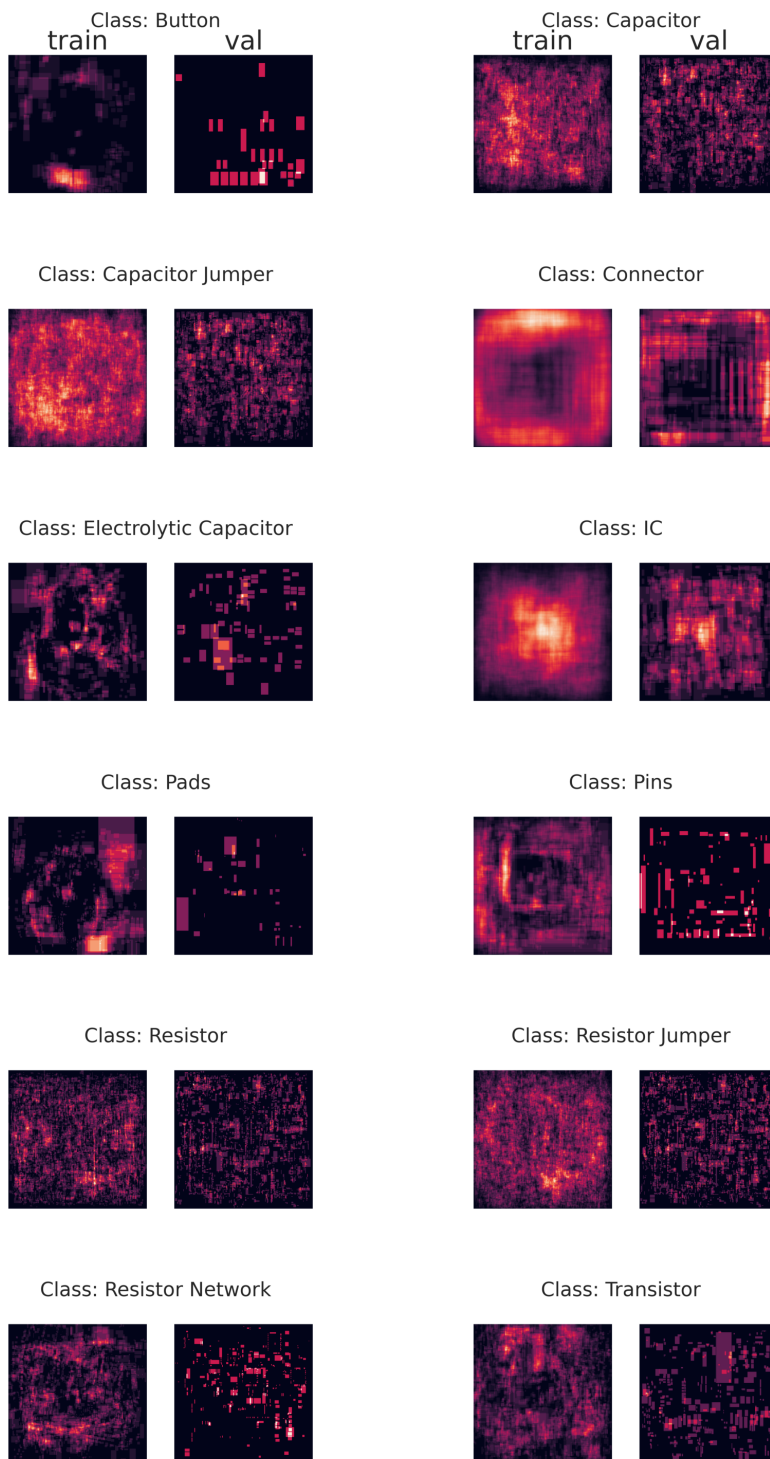 Class: Button
train val
Class: Capacitor
train val
Class: Capacitor Jumper
Class: Connector
Class: Electrolytic Capacitor
Class: IC
Class: Pads
Class: Pins
Class: Resistor
Class: Resistor Jumper
Class: Resistor Network
Class: Transistor